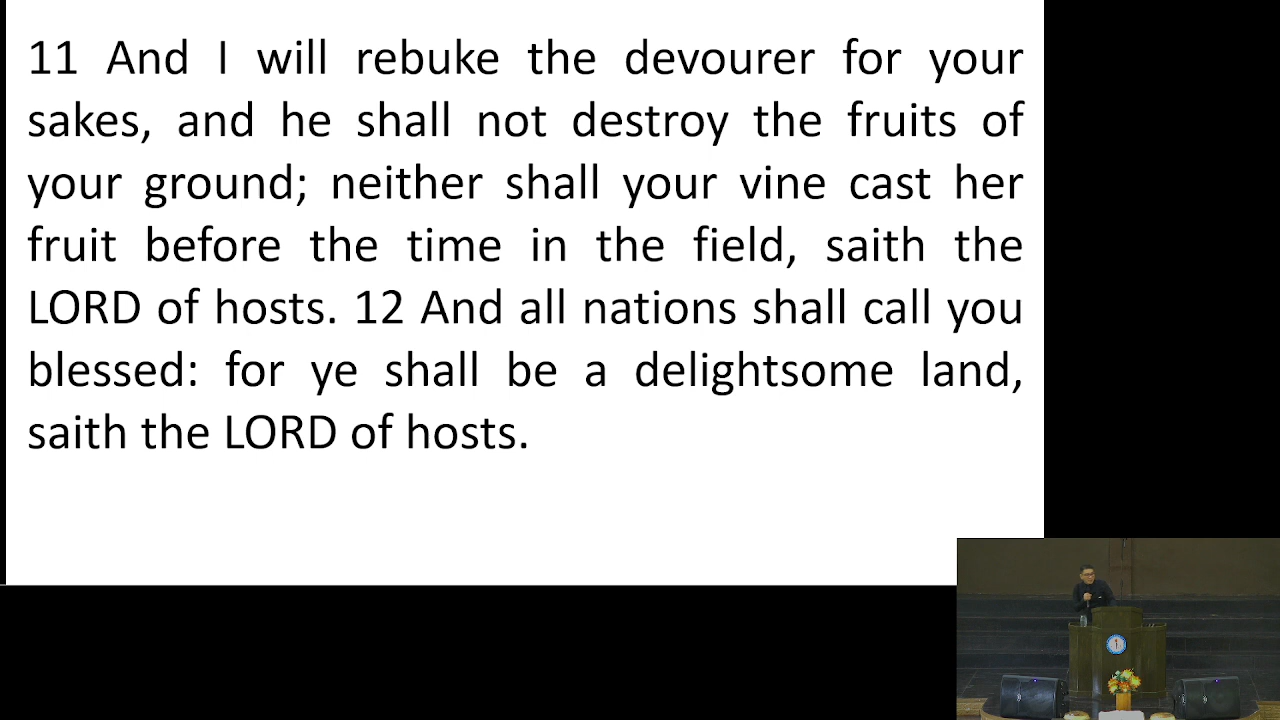 11 And I will rebuke the devourer for your
sakes, and he shall not destroy the fruits of
your ground; neither shall your vine cast her
fruit before the time in the field, saith the
LORD of hosts. 12 And all nations shall call you
blessed: for ye shall be a delightsome land,
saith the LORD of hosts.